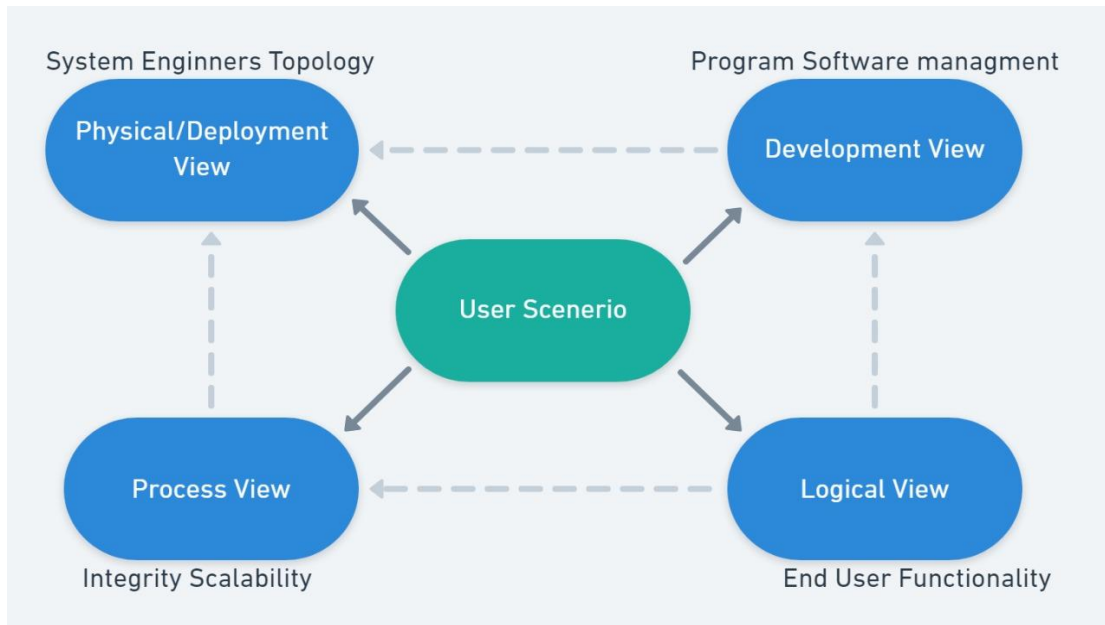 System Enginners Topology
Program Software managment
Physical/Deployment
View
Development View
User Scenerio
Process View
Logical View
Integrity Scalability
End User Functionality